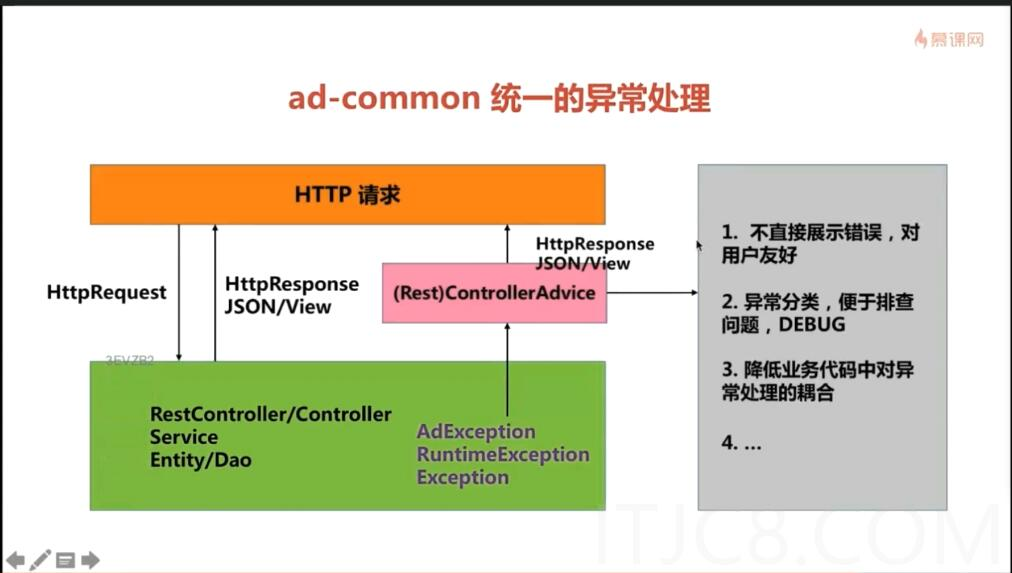 慕课网
ad-common 统一的异常处理
HTTP 请求
HttpRequest
HttpResponse
JSON/View
HttpResponse
JSON/View
(Rest)ControllerAdvice
3EVZB2
RestController/Controller
Service
Entity/Dao
AdException
RuntimeException
Exception
1. 不直接展示错误，对
用户友好
2. 异常分类，便于排查
问题，DEBUG
3. 降低业务代码中对异
常处理的耦合
4. ...
ITJC8.COM